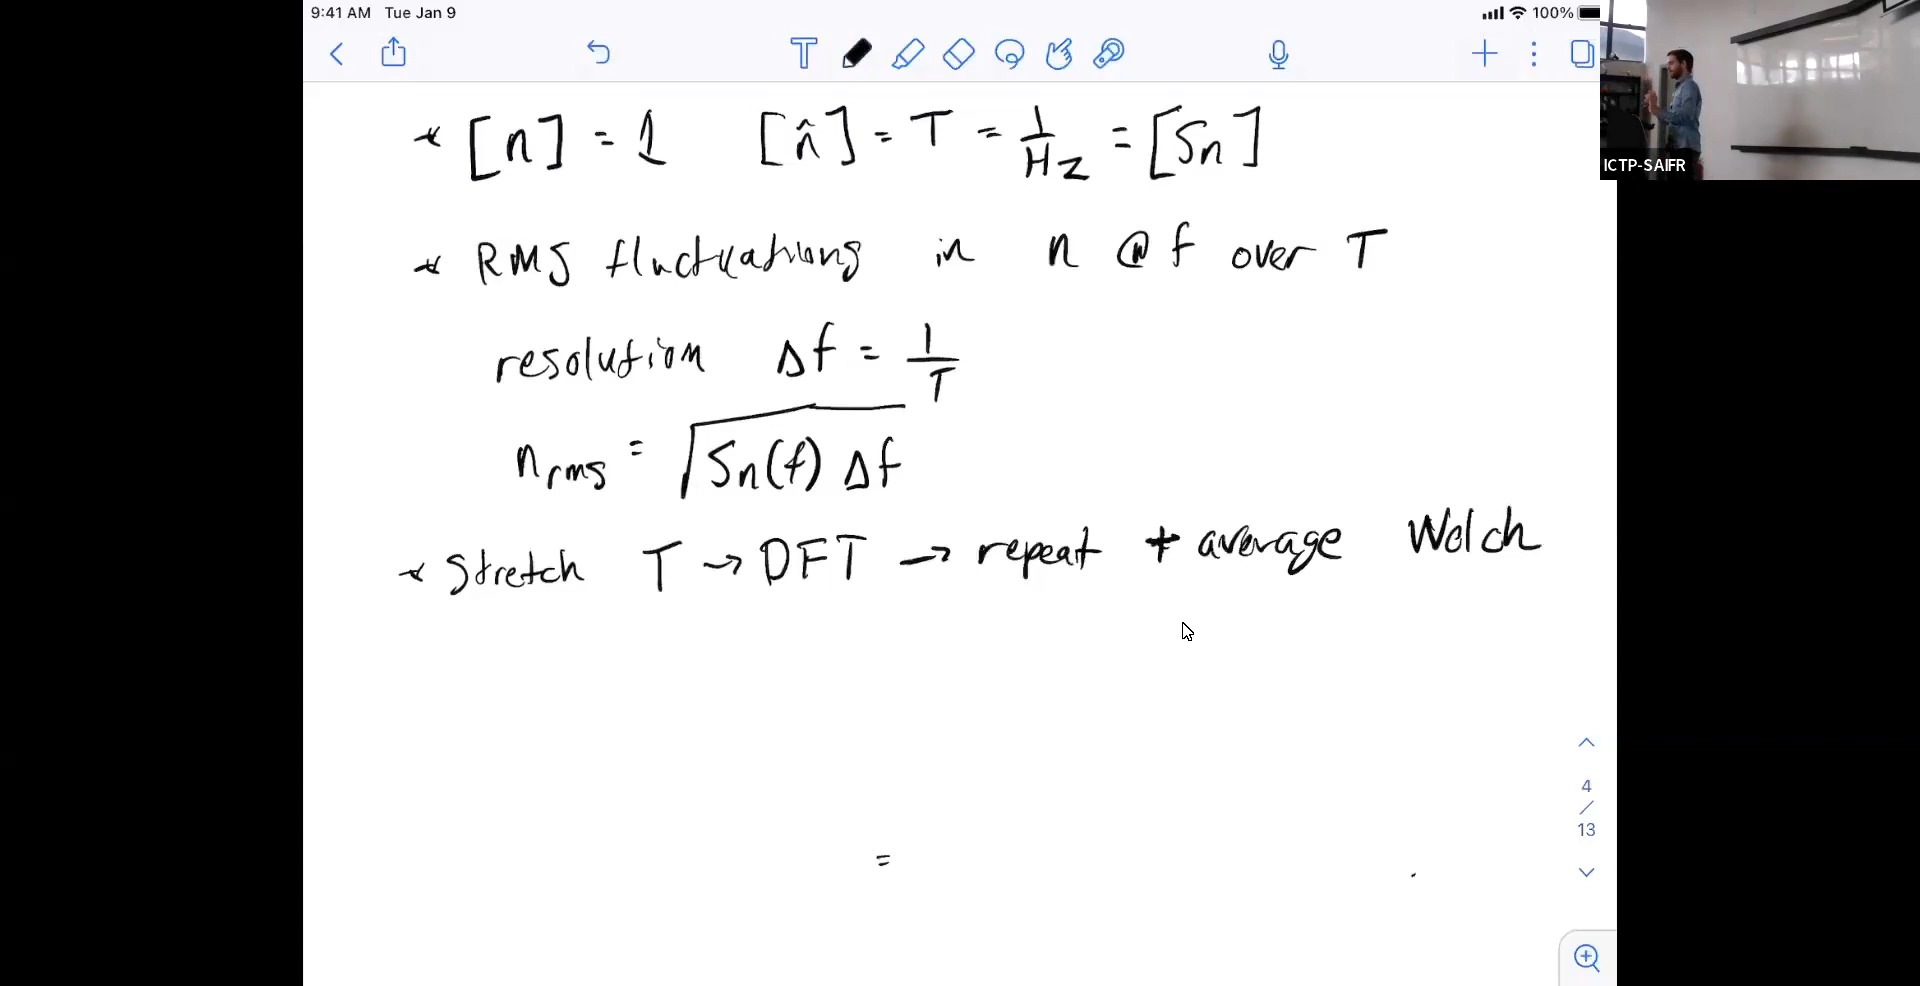 9:41 AM Tue Jan 9 100%
ICTP-SAIFR
* [n] = 1 [n̂] = T = 1/Hz = [Sn]
* RMS fluctuations in n @ f over T
resolution Δf = 1/T
n_rms = √(Sn(f) Δf)
* Stretch T → DFT → repeat + average Welch
=
4
/
13